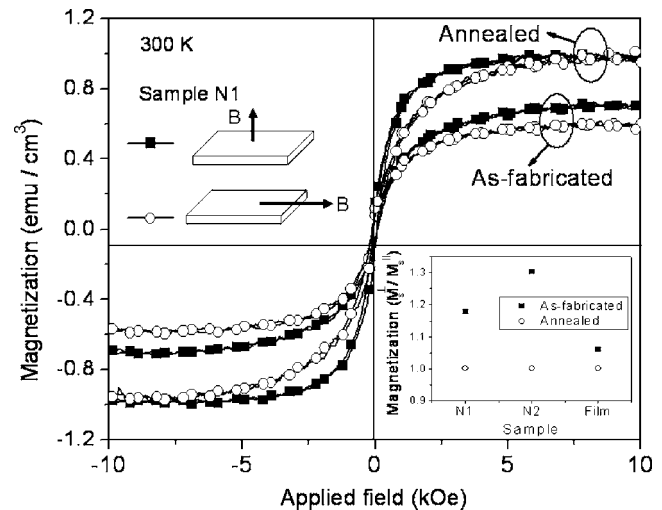 1.2
0.8
0.4
0.0
-0.4
-0.8
-1.2
Magnetization (emu / cm³)
-10
-5
0
5
10
Applied field (kOe)
300 K
Sample N1
B
B
Annealed
As-fabricated
1.3
1.2
1.1
1.0
0.9
Magnetization (M⊥s / M||s)
As-fabricated
Annealed
N1
N2
Film
Sample